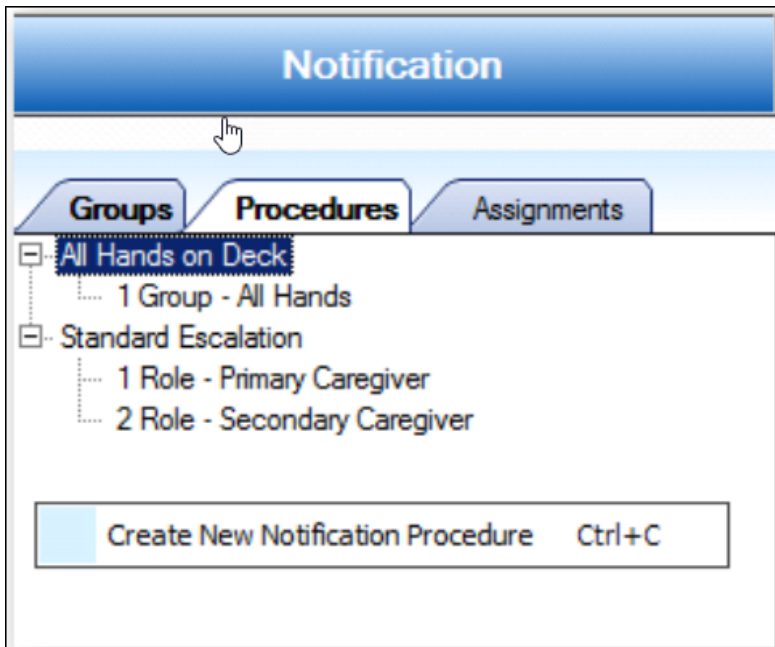 Notification
Groups Procedures Assignments
All Hands on Deck
1 Group - All Hands
Standard Escalation
1 Role - Primary Caregiver
2 Role - Secondary Caregiver
Create New Notification Procedure Ctrl+C